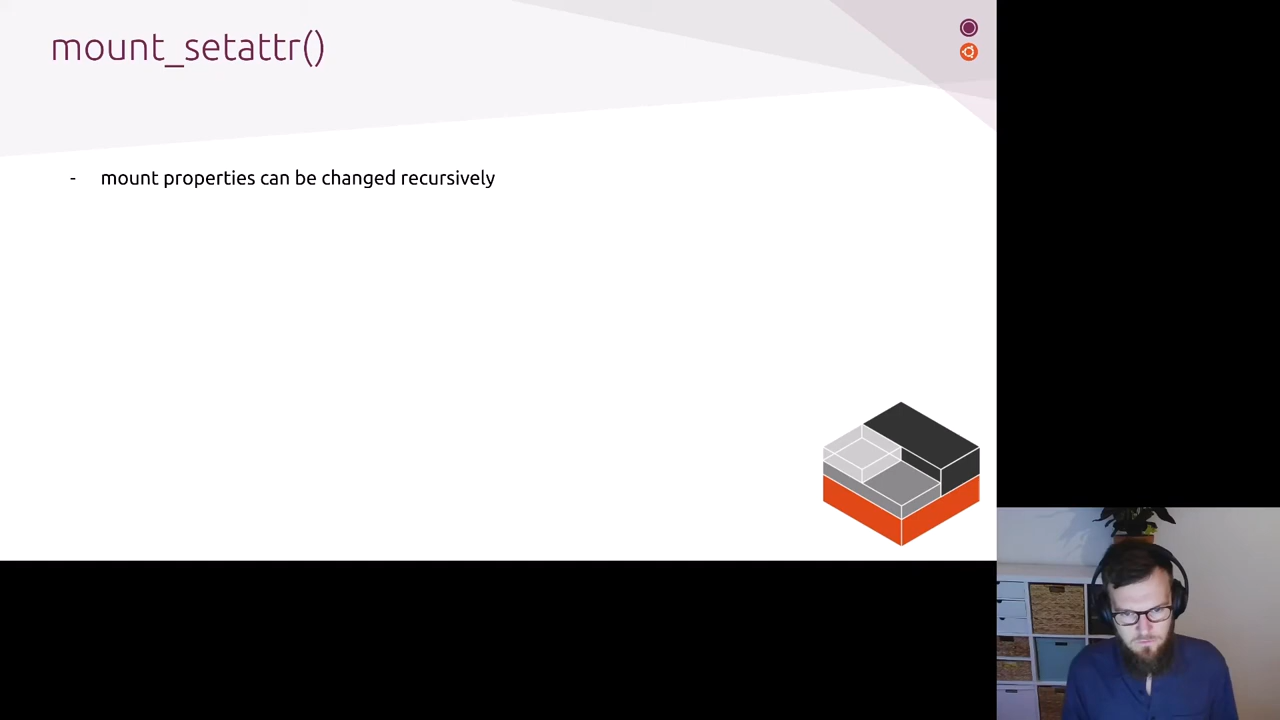 mount_setattr()
- mount properties can be changed recursively